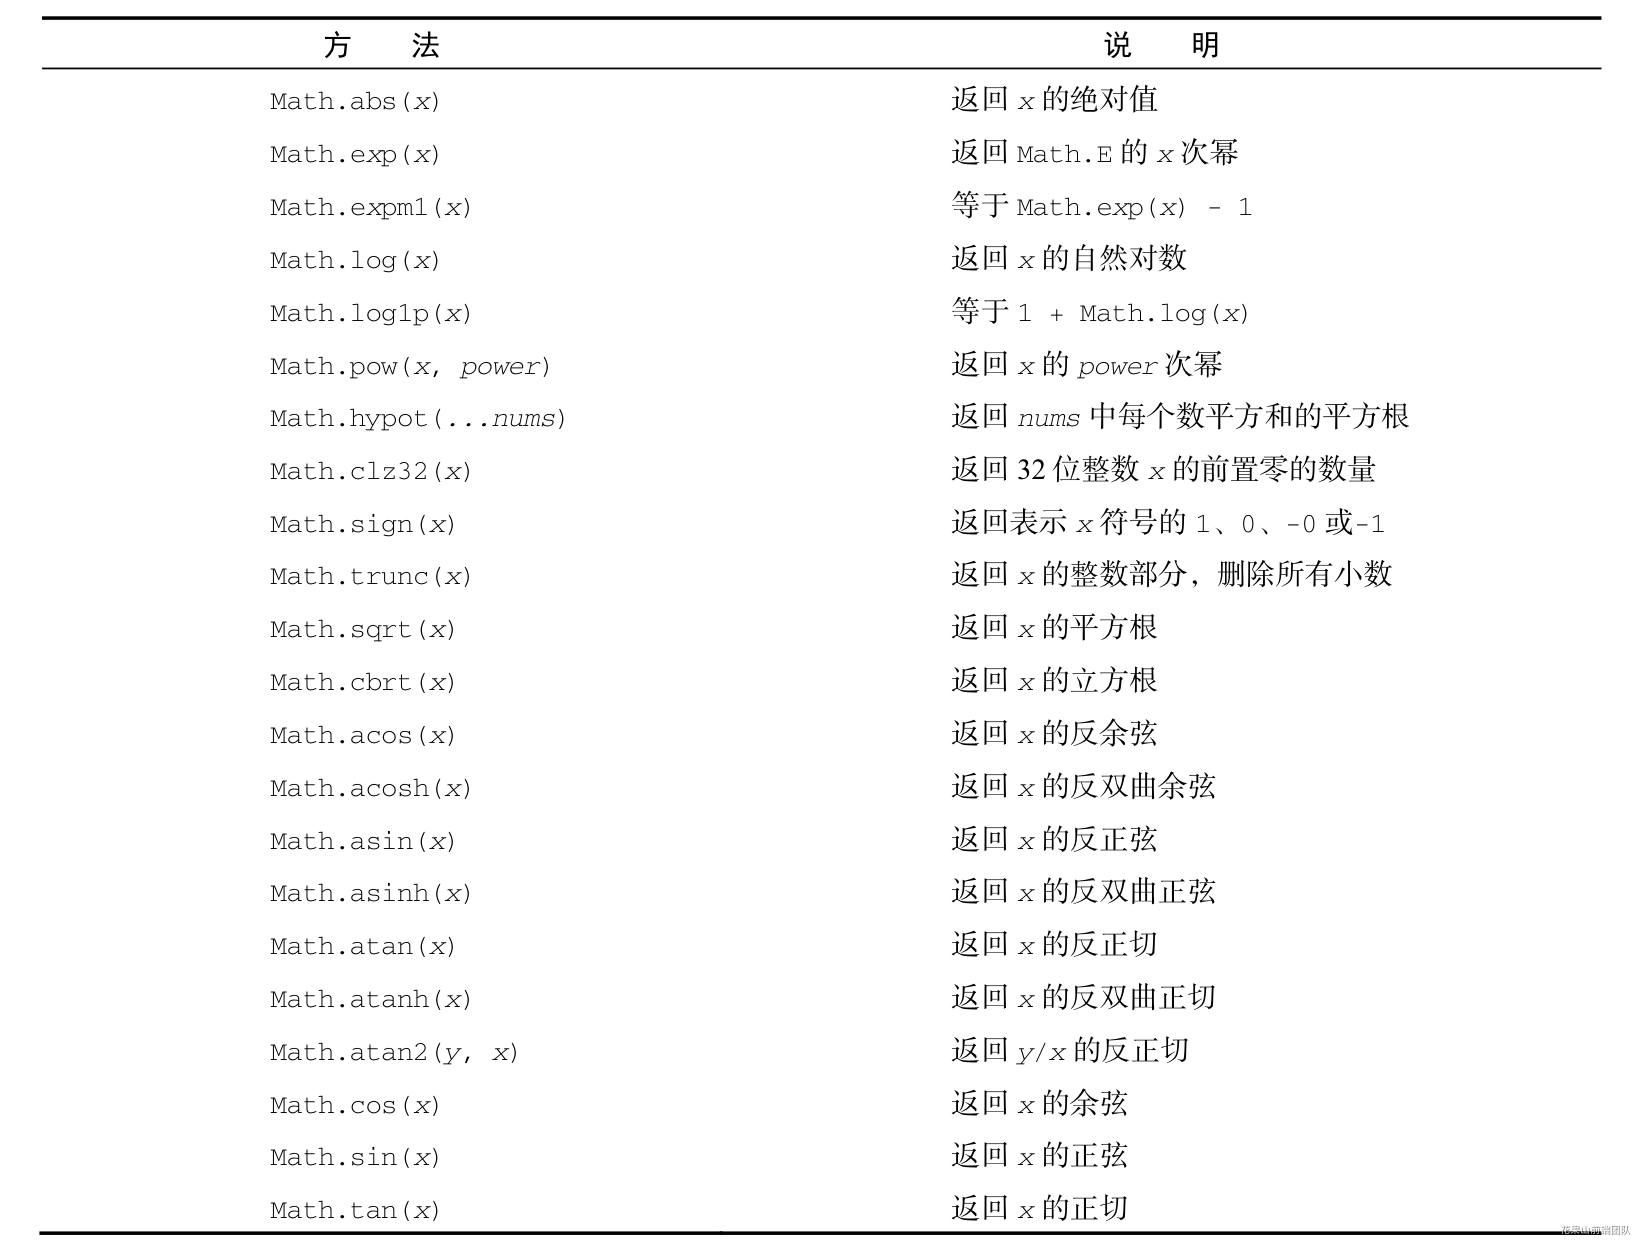 方 法 说 明
Math.abs(x) 返回 x 的绝对值
Math.exp(x) 返回 Math.E 的 x 次幂
Math.expm1(x) 等于 Math.exp(x) - 1
Math.log(x) 返回 x 的自然对数
Math.log1p(x) 等于 1 + Math.log(x)
Math.pow(x, power) 返回 x 的 power 次幂
Math.hypot(...nums) 返回 nums 中每个数平方和的平方根
Math.clz32(x) 返回 32 位整数 x 的前置零的数量
Math.sign(x) 返回表示 x 符号的 1、0、-0 或-1
Math.trunc(x) 返回 x 的整数部分，删除所有小数
Math.sqrt(x) 返回 x 的平方根
Math.cbrt(x) 返回 x 的立方根
Math.acos(x) 返回 x 的反余弦
Math.acosh(x) 返回 x 的反双曲余弦
Math.asin(x) 返回 x 的反正弦
Math.asinh(x) 返回 x 的反双曲正弦
Math.atan(x) 返回 x 的反正切
Math.atanh(x) 返回 x 的反双曲正切
Math.atan2(y, x) 返回 y/x 的反正切
Math.cos(x) 返回 x 的余弦
Math.sin(x) 返回 x 的正弦
Math.tan(x) 返回 x 的正切
花果山前端团队